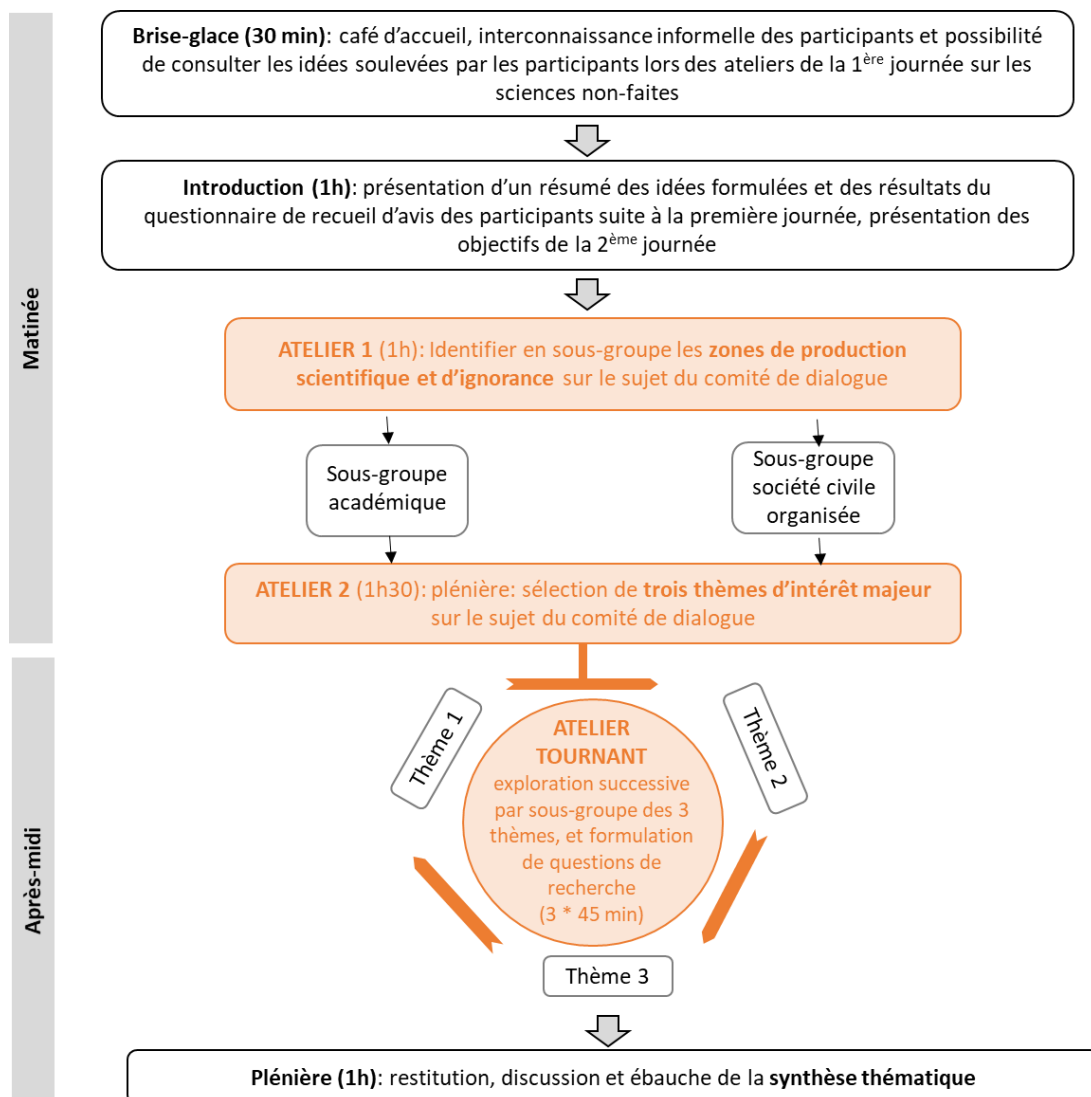 Matinée
Brise-glace (30 min): café d’accueil, interconnaissance informelle des participants et possibilité
de consulter les idées soulevées par les participants lors des ateliers de la 1ère journée sur les
sciences non-faites
Introduction (1h): présentation d’un résumé des idées formulées et des résultats du
questionnaire de recueil d’avis des participants suite à la première journée, présentation des
objectifs de la 2ème journée
ATELIER 1 (1h): Identifier en sous-groupe les zones de production
scientifique et d’ignorance sur le sujet du comité de dialogue
Sous-groupe
académique
Sous-groupe
société civile
organisée
ATELIER 2 (1h30): plénière: sélection de trois thèmes d’intérêt majeur
sur le sujet du comité de dialogue
Après-midi
Thème 1
Thème 2
ATELIER
TOURNANT
exploration successive
par sous-groupe des 3
thèmes, et formulation
de questions de
recherche
(3 * 45 min)
Thème 3
Plénière (1h): restitution, discussion et ébauche de la synthèse thématique